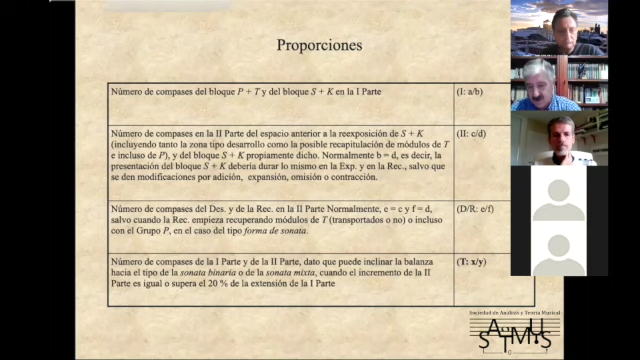 Proporciones
Número de compases del bloque P + T y del bloque S + K en la I Parte
(I: a/b)
Número de compases en la II Parte del espacio anterior a la reexposición de S + K
(incluyendo tanto la zona tipo desarrollo como la posible recapitulación de módulos de T
e incluso de P), y del bloque S + K propiamente dicho. Normalmente b = d, es decir, la
presentación del bloque S + K debería durar lo mismo en la Exp. y en la Rec., salvo que
se den modificaciones por adición, expansión, omisión o contracción.
(II: c/d)
Número de compases del Des. y de la Rec. en la II Parte Normalmente, e = c y f = d,
salvo cuando la Rec. empieza recuperando módulos de T (transportados o no) o incluso
con el Grupo P, en el caso del tipo forma de sonata.
(D/R: e/f)
Número de compases de la I Parte y de la II Parte, dato que puede inclinar la balanza
hacia el tipo de la sonata binaria o de la sonata mixta, cuando el incremento de la II
Parte es igual o supera el 20 % de la extensión de la I Parte
(T: x/y)
Sociedad de Análisis y Teoría Musical
SATMUS